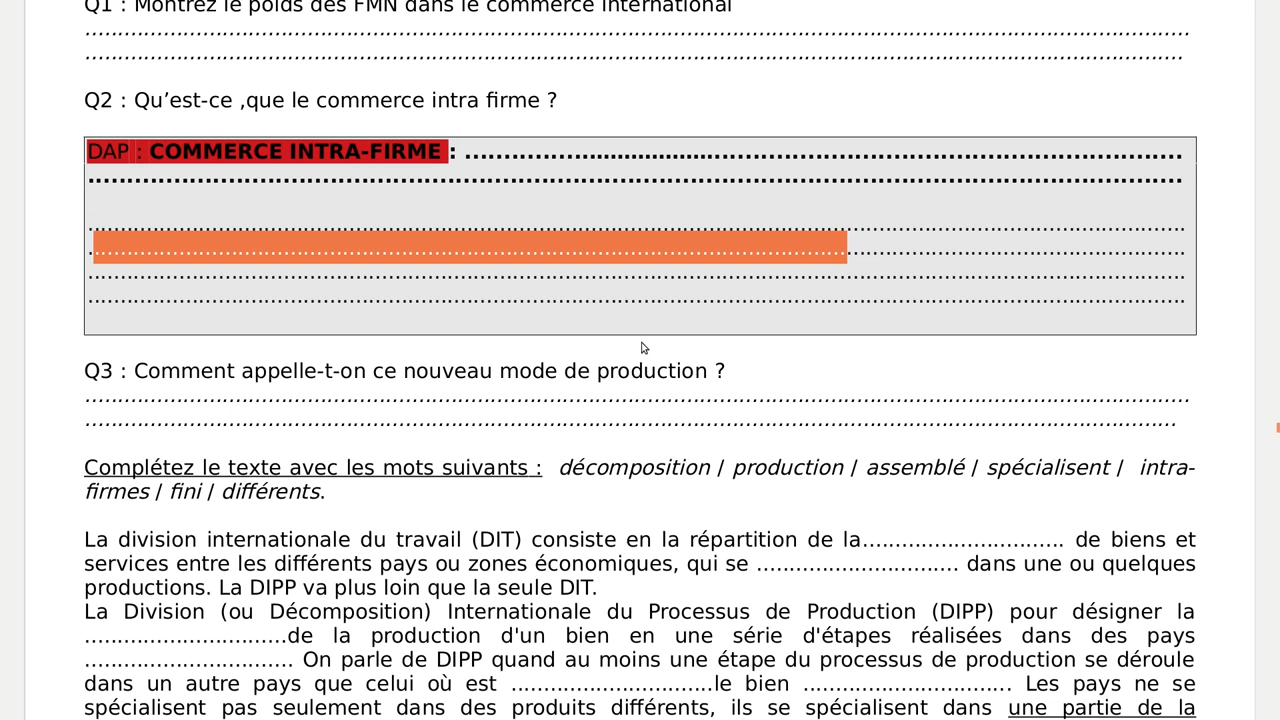 Q1 : Montrez le poids des FMN dans le commerce international
................................................................................................................................................
...............................................................................................................................................
Q2 : Qu’est-ce ,que le commerce intra firme ?
DAP : COMMERCE INTRA-FIRME : ..............................................................................................
..............................................................................................................................................
..............................................................................................................................................
..............................................................................................................................................
..............................................................................................................................................
..............................................................................................................................................
Q3 : Comment appelle-t-on ce nouveau mode de production ?
................................................................................................................................................
..............................................................................................................................................
Complétez le texte avec les mots suivants :  décomposition / production / assemblé / spécialisent /  intra-
firmes / fini / différents.
La division internationale du travail (DIT) consiste en la répartition de la............................... de biens et
services entre les différents pays ou zones économiques, qui se ............................... dans une ou quelques
productions. La DIPP va plus loin que la seule DIT.
La Division (ou Décomposition) Internationale du Processus de Production (DIPP) pour désigner la
...............................de la production d'un bien en une série d'étapes réalisées dans des pays
................................ On parle de DIPP quand au moins une étape du processus de production se déroule
dans un autre pays que celui où est ...............................le bien ................................ Les pays ne se
spécialisent pas seulement dans des produits différents, ils se spécialisent dans une partie de la